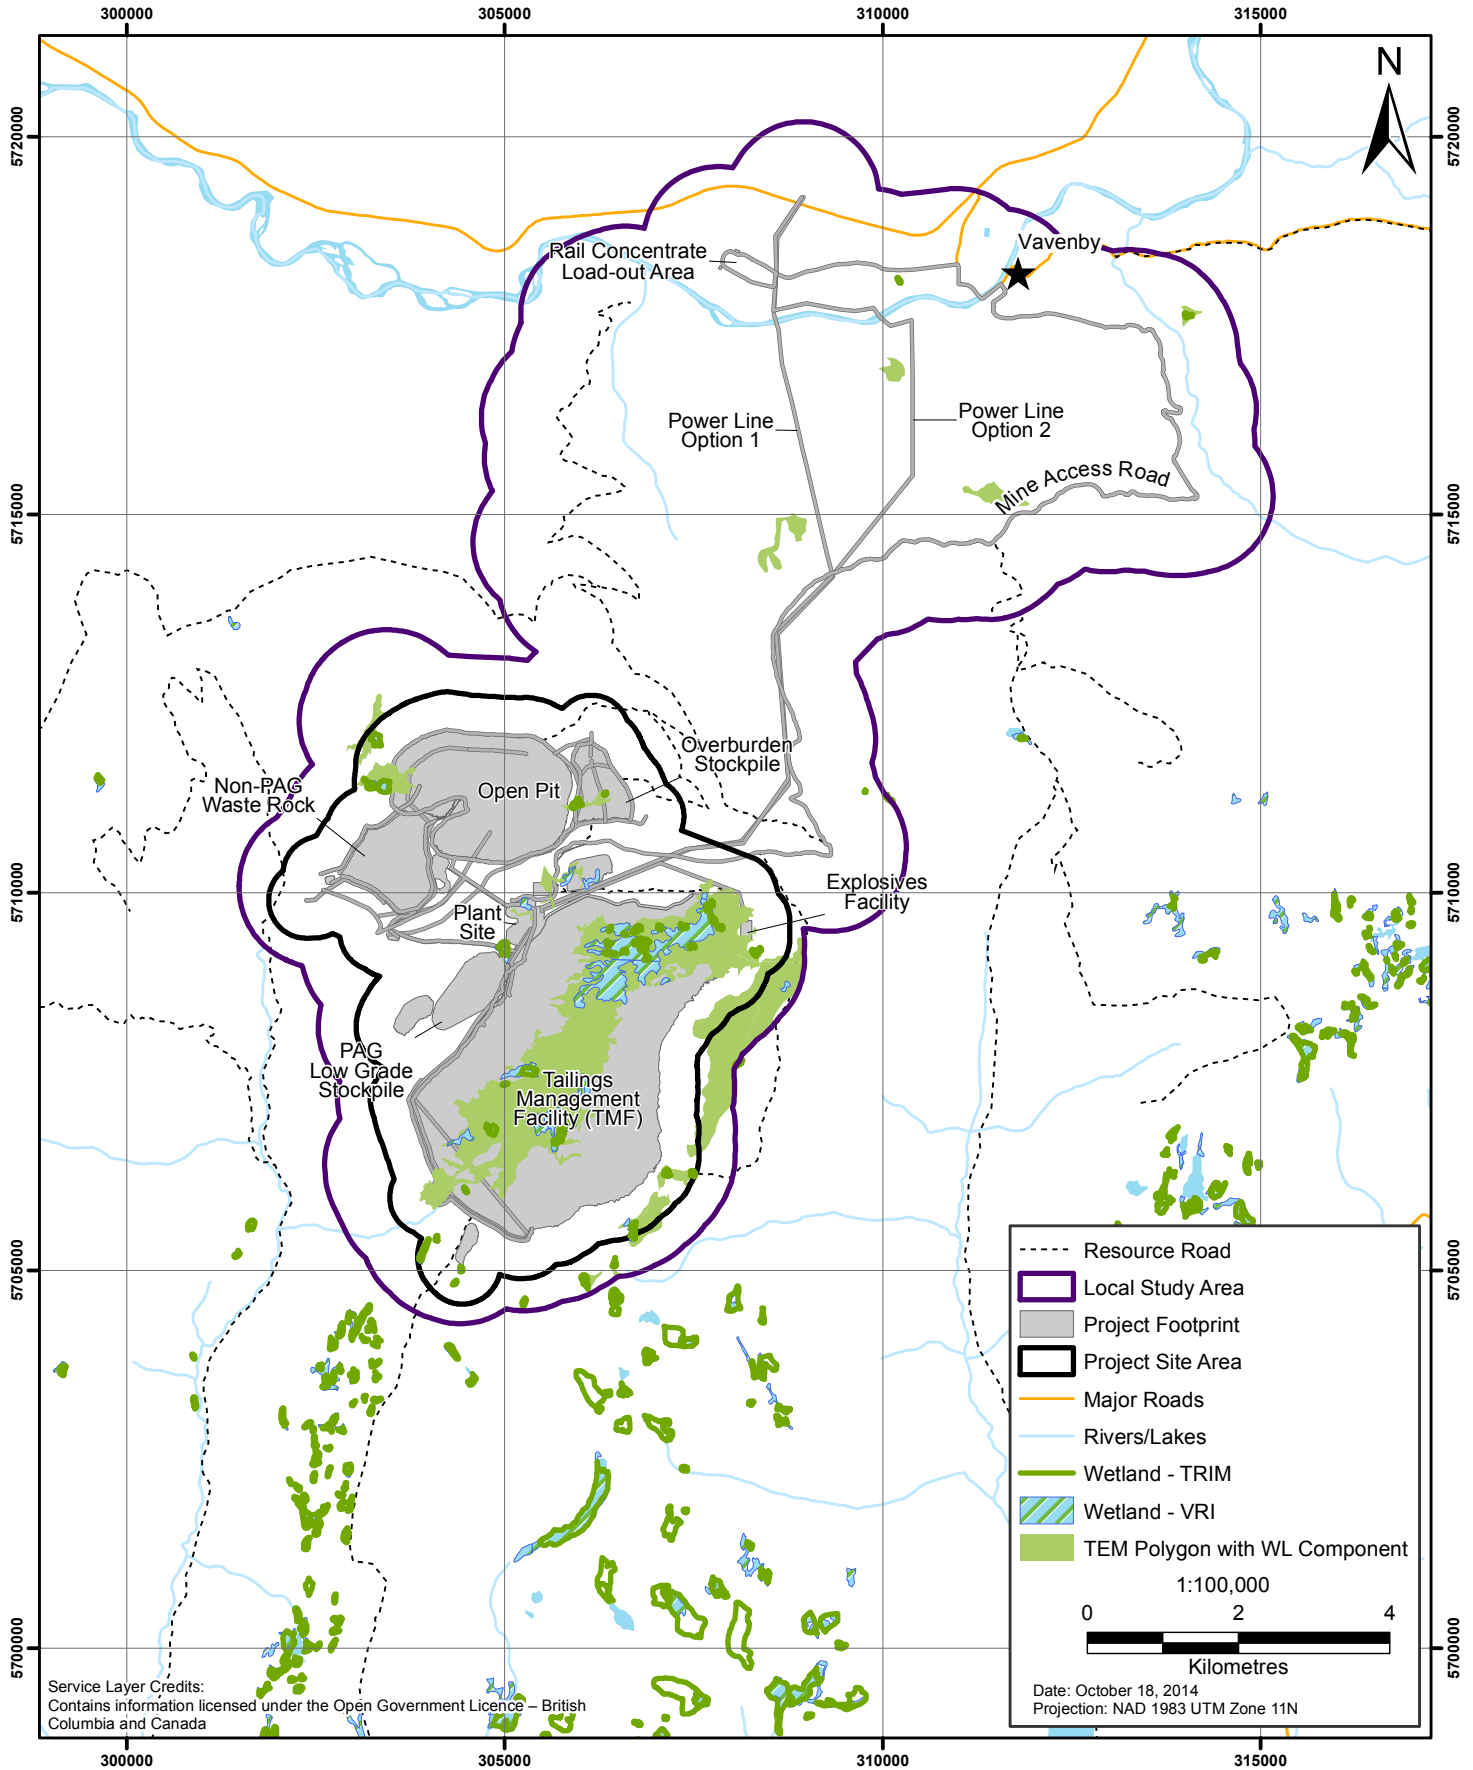 300000
305000
310000
315000
N
5720000
5720000
Vavenby
Rail Concentrate
Load-out Area
Power Line
Option 1
Power Line
Option 2
Mine Access Road
5715000
5715000
Overburden
Stockpile
Non-PAG
Waste Rock
Open Pit
Explosives
Facility
5710000
5710000
Plant
Site
PAG
Low Grade
Stockpile
Tailings
Management
Facility (TMF)
5705000
5705000
Resource Road
Local Study Area
Project Footprint
Project Site Area
Major Roads
Rivers/Lakes
Wetland - TRIM
Wetland - VRI
TEM Polygon with WL Component
1:100,000
0 2 4
Kilometres
5700000
5700000
Date: October 18, 2014
Projection: NAD 1983 UTM Zone 11N
Service Layer Credits:
Contains information licensed under the Open Government Licence – British
Columbia and Canada
300000
305000
310000
315000